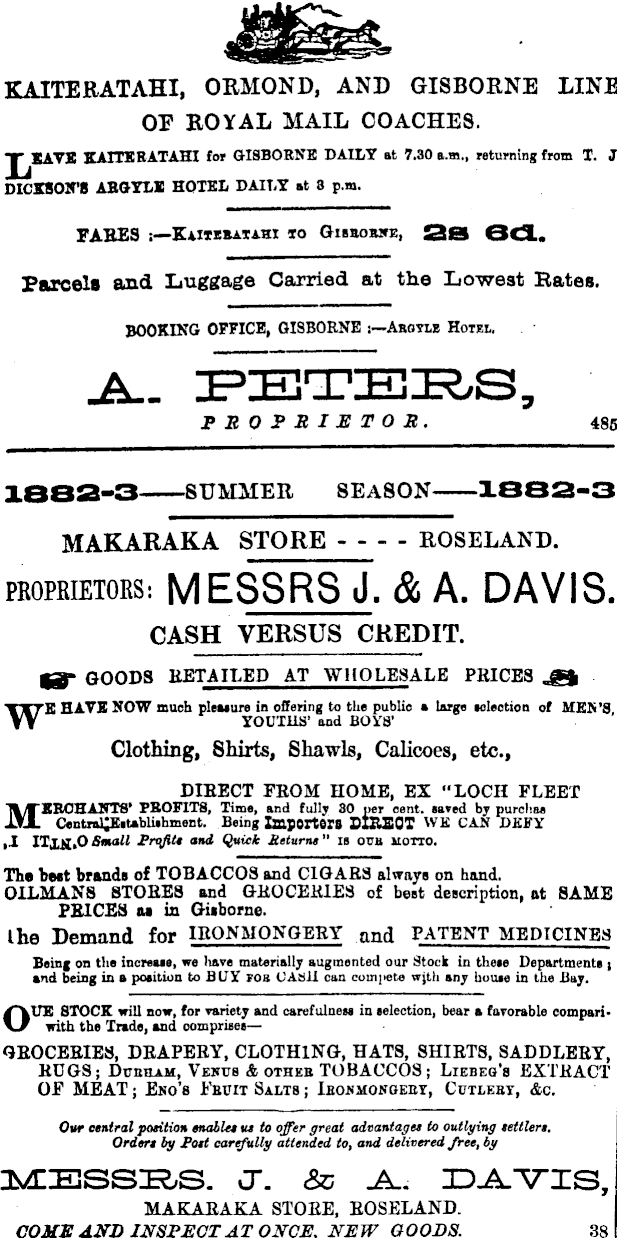 KAITERATAHI, ORMOND, AND GISBORNE LINE
OF ROYAL MAIL COACHES.
LEAVE KAITERATAHI for GISBORNE DAILY at 7.30 a.m., returning from T. J
DICKSON'S ARGYLE HOTEL DAILY at 3 p.m.
FARES :—KAITERATAHI TO GISBORNE, 2s 6d.
Parcels and Luggage Carried at the Lowest Rates.
BOOKING OFFICE, GISBORNE :—ARGYLE HOTEL.
A. PETERS,
PROPRIETOR. 485
1882-3—SUMMER SEASON—1882-3
MAKARAKA STORE - - - - ROSELAND.
PROPRIETORS: MESSRS J. & A. DAVIS.
CASH VERSUS CREDIT.
GOODS RETAILED AT WHOLESALE PRICES
WE HAVE NOW much pleasure in offering to the public a large selection of MEN'S,
YOUTHS' and BOYS'
Clothing, Shirts, Shawls, Calicoes, etc.,
DIRECT FROM HOME, EX "LOCH FLEET
MERCHANTS' PROFITS, Time, and fully 30 per cent. saved by purchas
Central Establishment. Being Importers DIRECT WE CAN DEFY
Small Profits and Quick Returns" IS OUR MOTTO.
The best brands of TOBACCOS and CIGARS always on hand.
OILMANS STORES and GROCERIES of best description, at SAME
PRICES as in Gisborne.
the Demand for IRONMONGERY and PATENT MEDICINES
Being on the increase, we have materially augmented our Stock in these Departments ;
and being in a position to BUY FOR CASH can compete with any house in the Bay.
OUR STOCK will now, for variety and carefulness in selection, bear a favorable compari-
with the Trade, and comprises—
GROCERIES, DRAPERY, CLOTHING, HATS, SHIRTS, SADDLERY,
RUGS ; DURHAM, VENUS & OTHER TOBACCOS ; LIEBEG'S EXTRACT
OF MEAT ; ENO'S FRUIT SALTS ; IRONMONGERY, CUTLERY, &c.
Our central position enables us to offer great advantages to outlying settlers.
Orders by Post carefully attended to, and delivered free, by
MESSRS. J. & A. DAVIS,
MAKARAKA STORE, ROSELAND.
COME AND INSPECT AT ONCE, NEW GOODS. 38